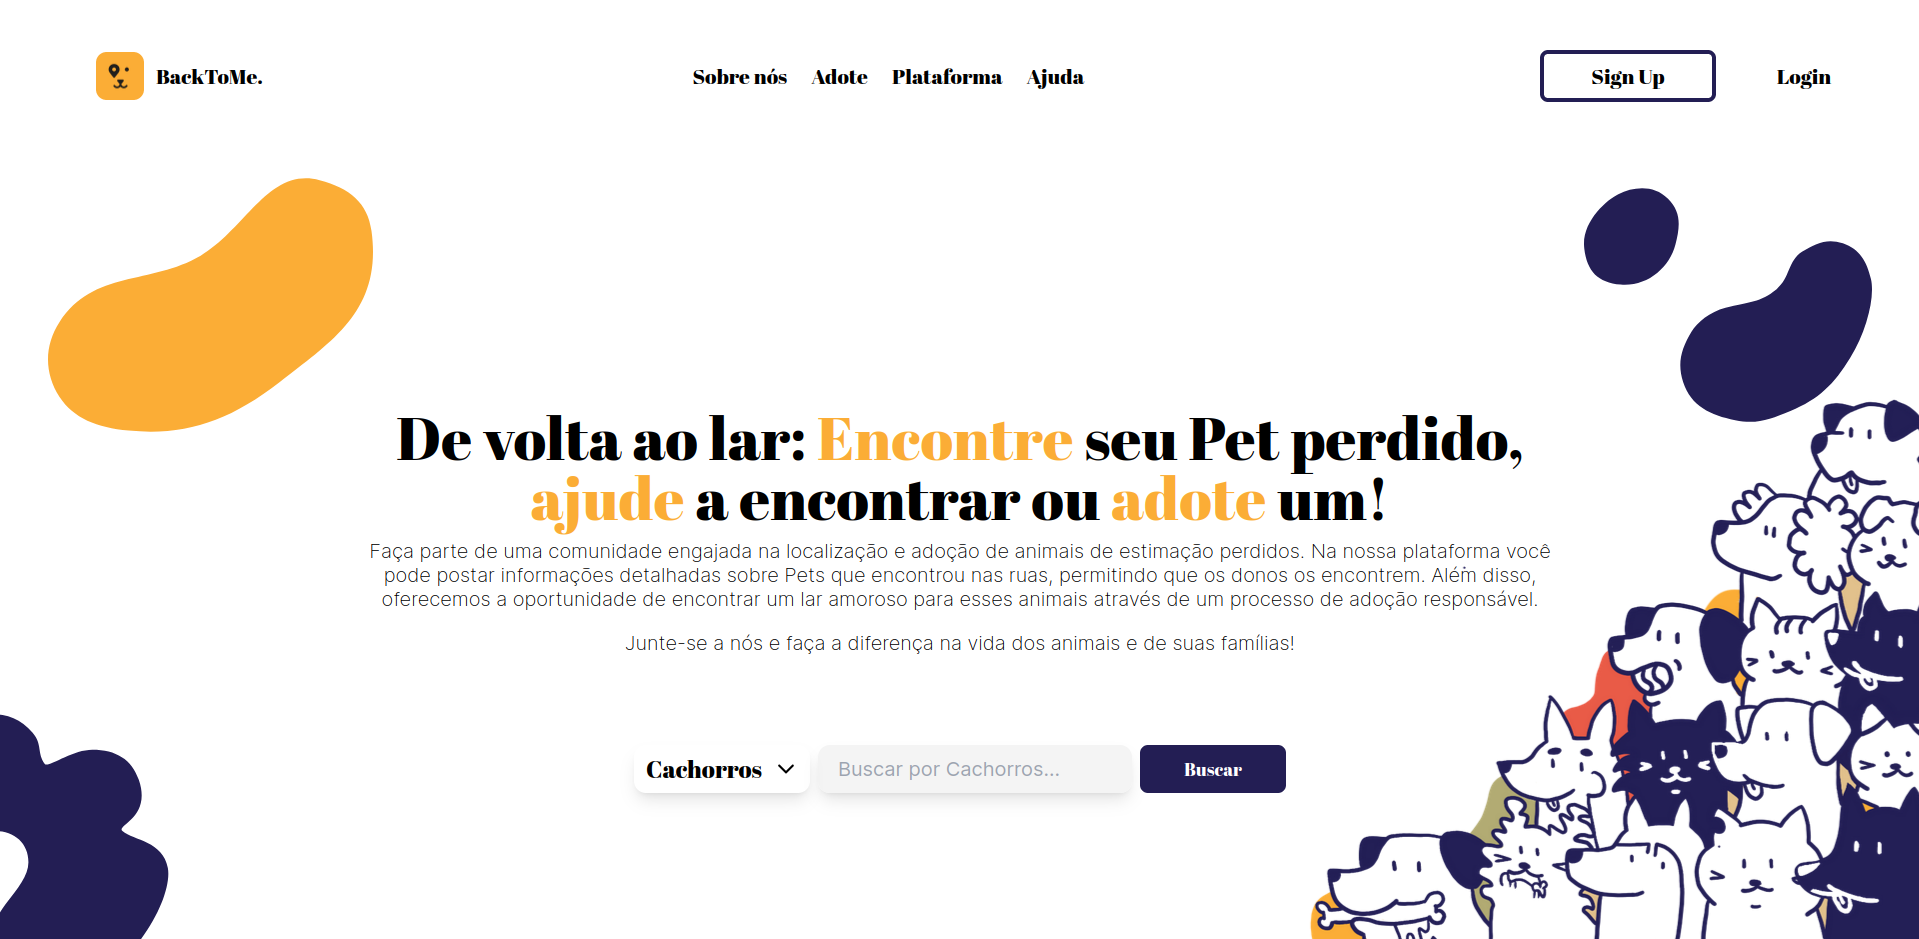 BackToMe.
Sobre nós Adote Plataforma Ajuda
Sign Up Login
De volta ao lar: Encontre seu Pet perdido,
ajude a encontrar ou adote um!
Faça parte de uma comunidade engajada na localização e adoção de animais de estimação perdidos. Na nossa plataforma você
pode postar informações detalhadas sobre Pets que encontrou nas ruas, permitindo que os donos os encontrem. Aléḿ disso,
oferecemos a oportunidade de encontrar um lar amoroso para esses animais através de um processo de adoção responsável.
Junte-se a nós e faça a diferença na vida dos animais e de suas famílias!
Cachorros Buscar por Cachorros... Buscar